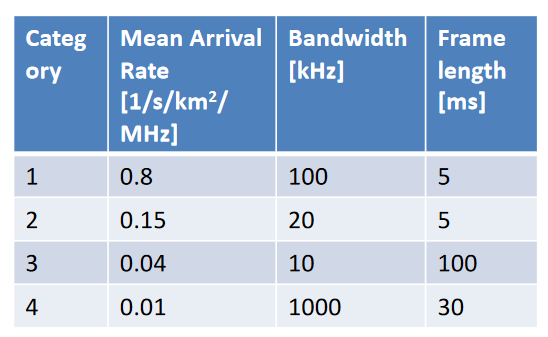 Categ
ory
Mean Arrival
Rate
[1/s/km²/
MHz]
Bandwidth
[kHz]
Frame
length
[ms]
1 0.8 100 5
2 0.15 20 5
3 0.04 10 100
4 0.01 1000 30